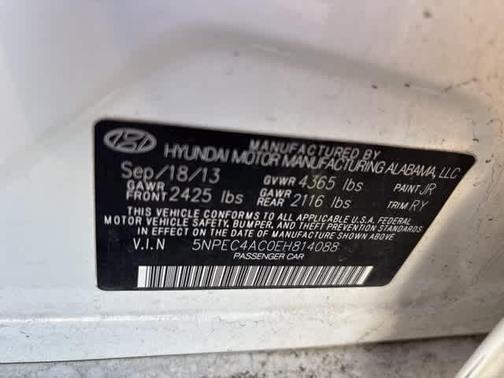 MANUFACTURED BY
HYUNDAI MOTOR MANUFACTURING ALABAMA, LLC
Sep/18/13 GVWR 4365 lbs PAINT JR
GAWR FRONT 2425 lbs GAWR REAR 2116 lbs TRIM RY
THIS VEHICLE CONFORMS TO ALL APPLICABLE U.S.A. FEDERAL
MOTOR VEHICLE SAFETY, BUMPER, AND THEFT PREVENTION STANDARDS
IN EFFECT ON THE DATE OF MANUFACTURE SHOWN ABOVE.
V.I.N 5NPEC4AC0EH814088
PASSENGER CAR